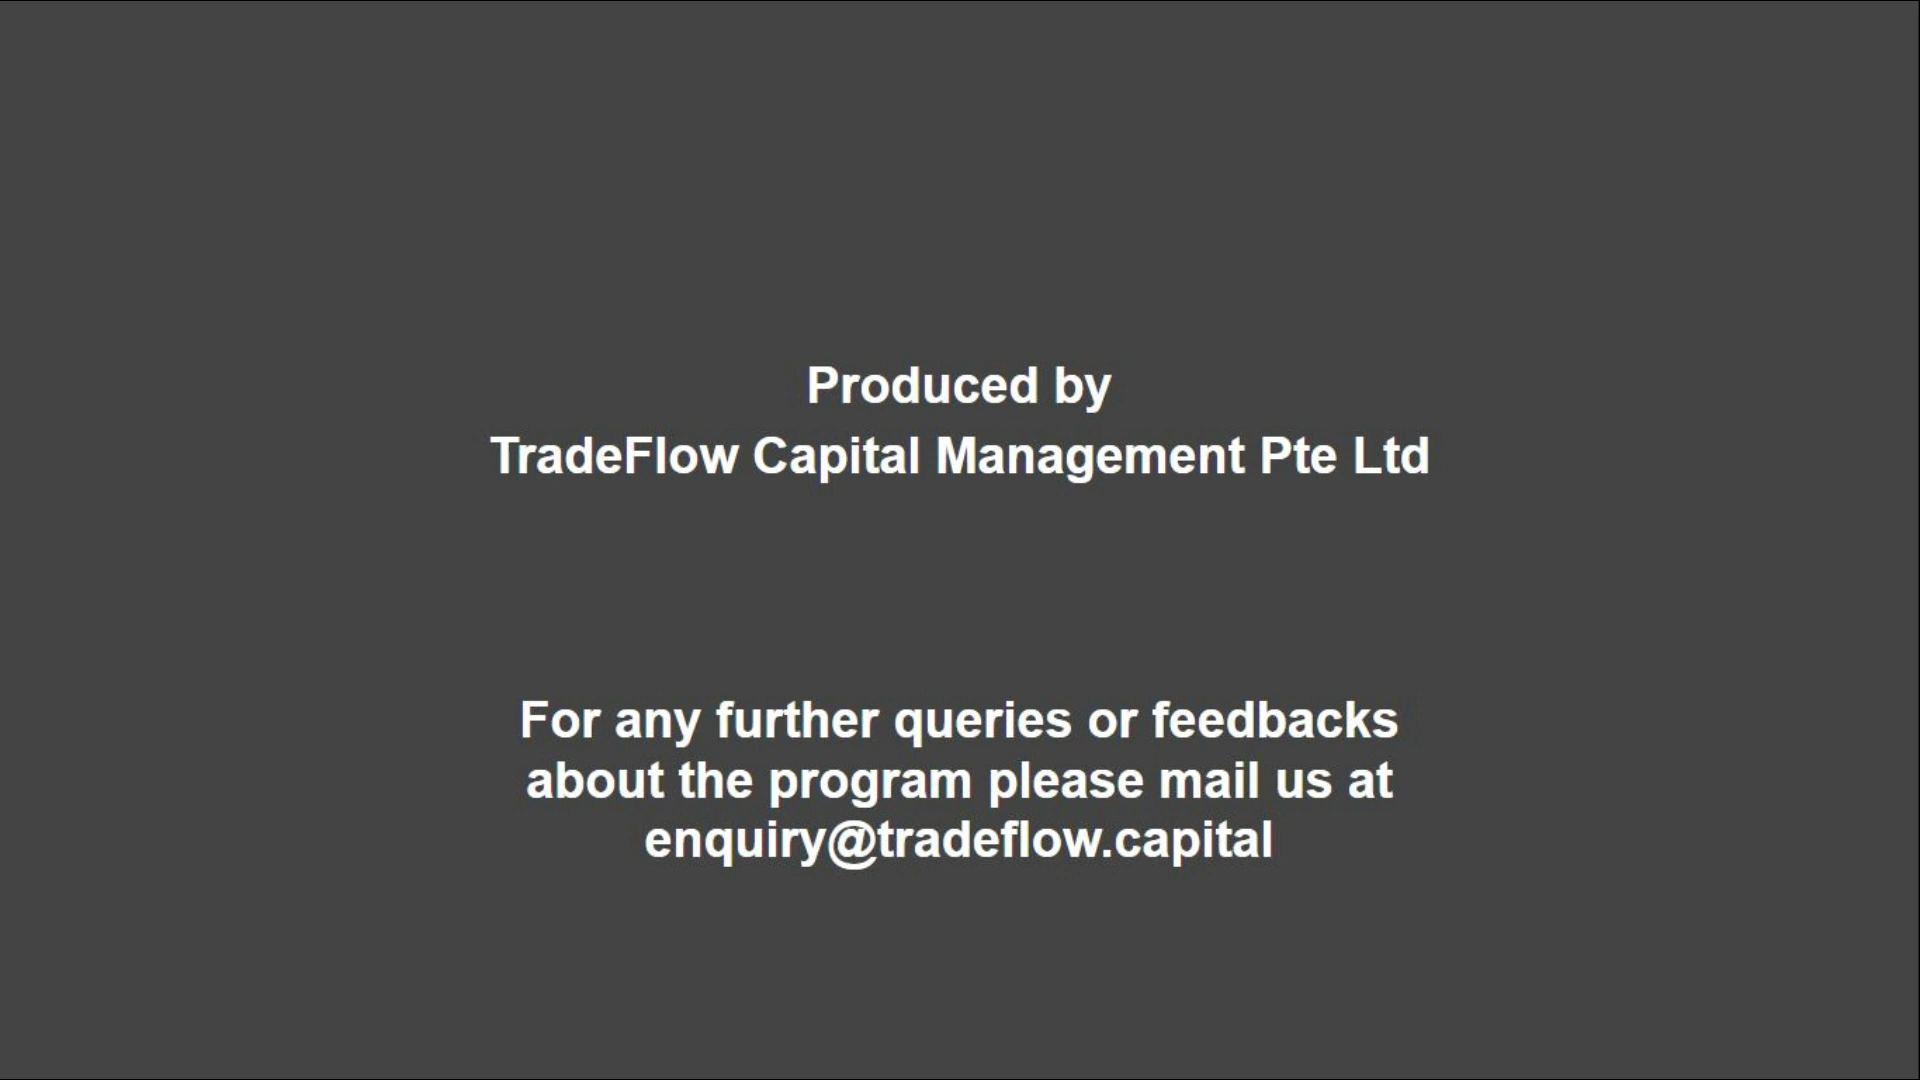 Produced by
TradeFlow Capital Management Pte Ltd
For any further queries or feedbacks
about the program please mail us at
enquiry@tradeflow.capital